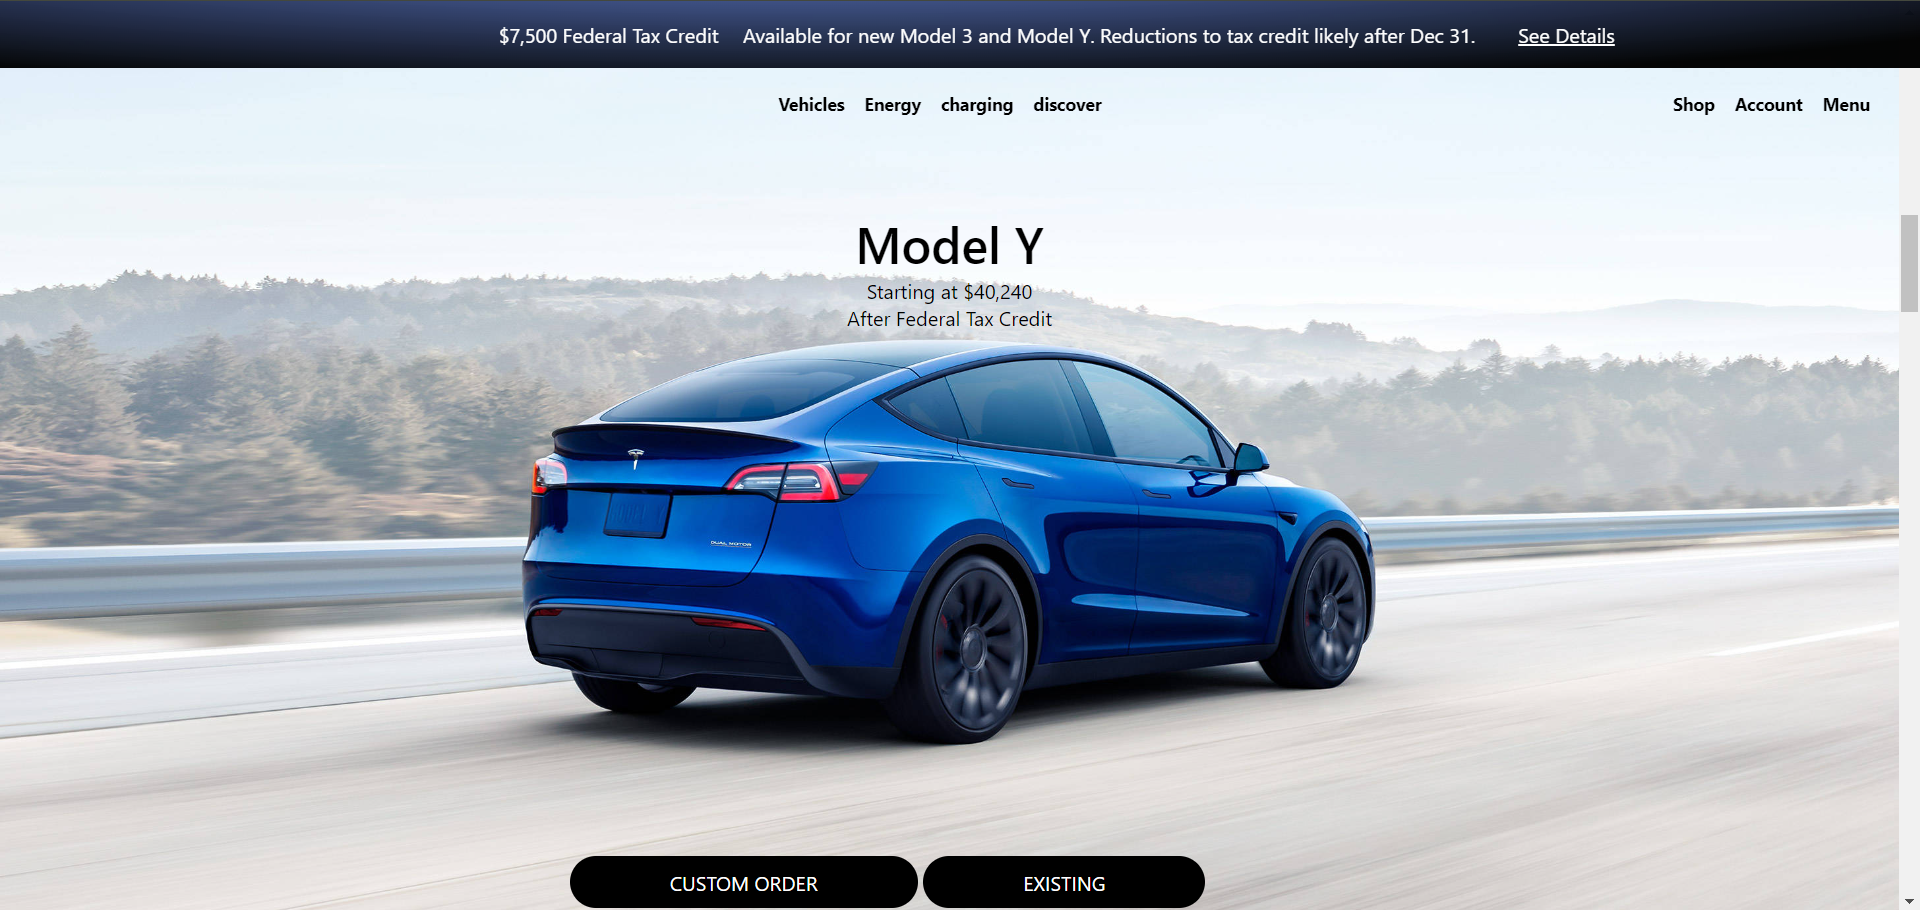 $7,500 Federal Tax Credit Available for new Model 3 and Model Y. Reductions to tax credit likely after Dec 31. See Details
Vehicles Energy charging discover Shop Account Menu
Model Y
Starting at $40,240
After Federal Tax Credit
DUAL MOTOR
CUSTOM ORDER EXISTING